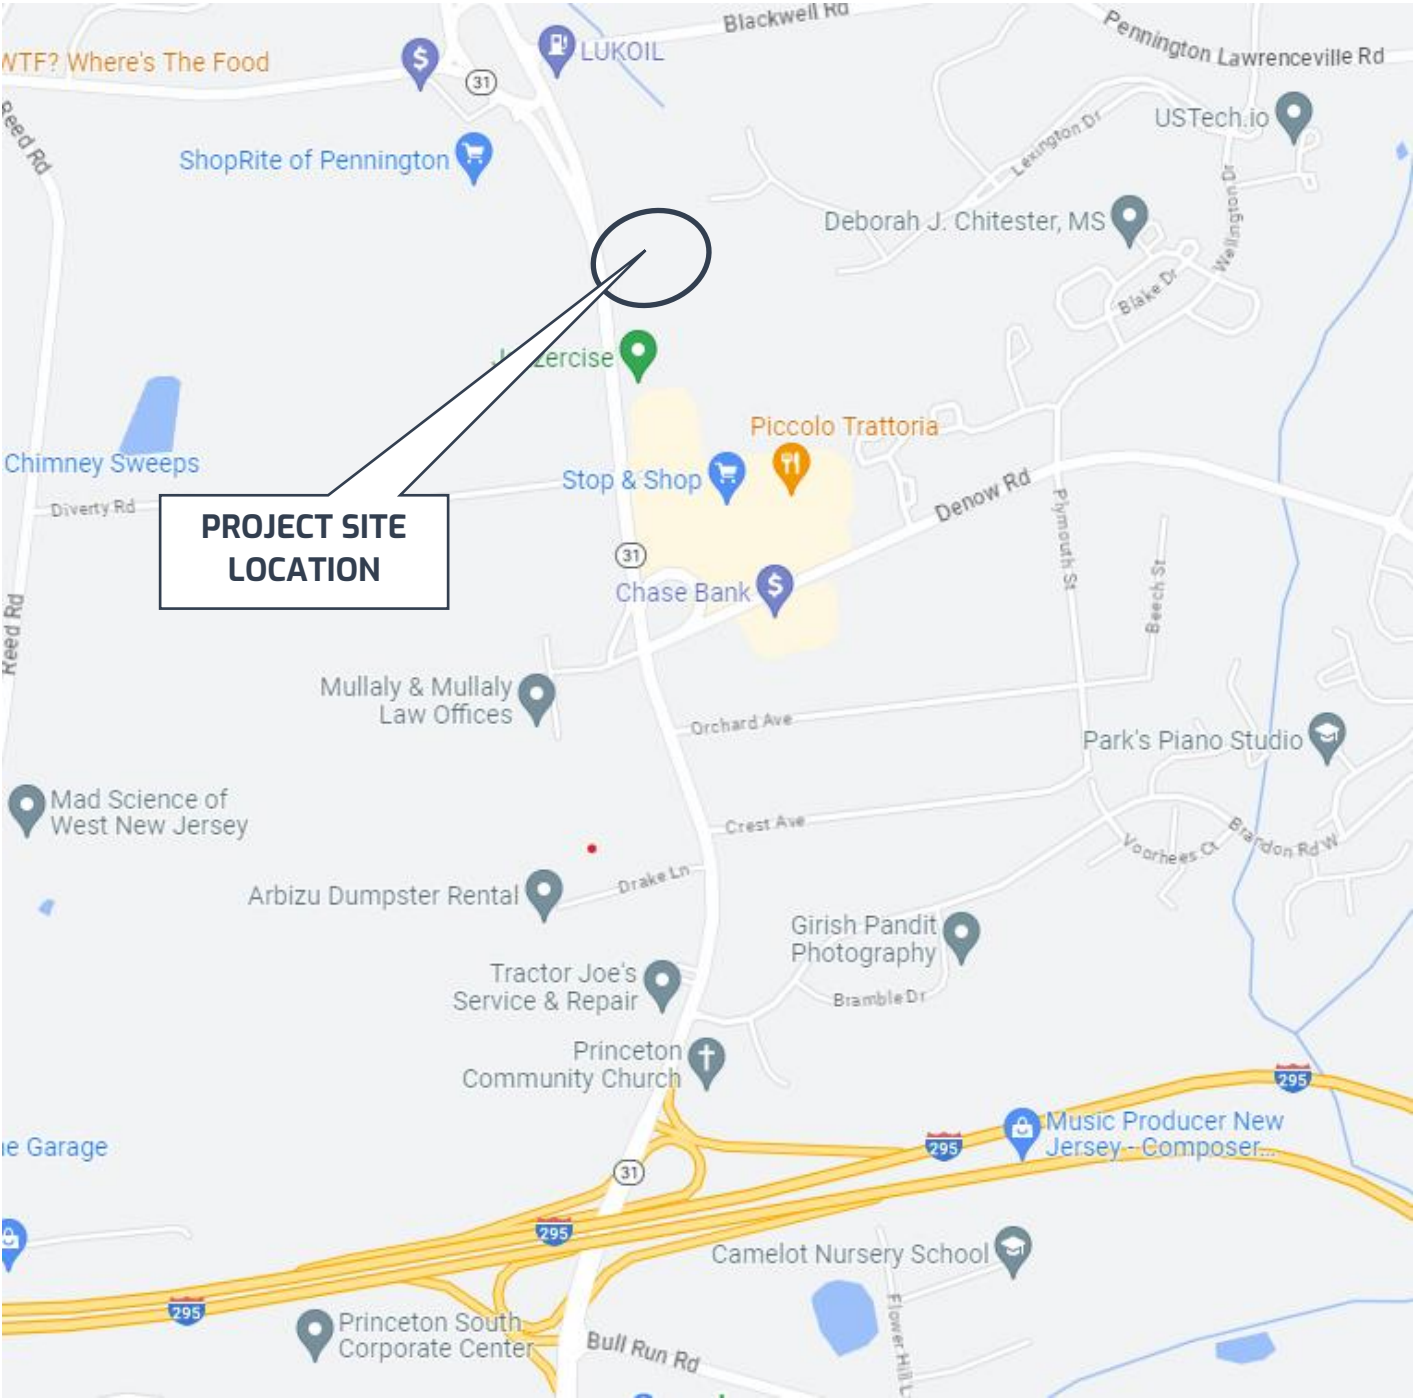 Blackwell Rd
Pennington Lawrenceville Rd
WTF? Where's The Food
$
LUKOIL
31
Reed Rd
ShopRite of Pennington
USTech.io
Lexington Dr
Wellington Dr
Deborah J. Chitester, MS
Blake Dr
Piccolo Trattoria
Chimney Sweeps
Stop & Shop
Diverty Rd
Denow Rd
PROJECT SITE
LOCATION
31
Plymouth St
Chase Bank
$
Beech St
Reed Rd
Mullaly & Mullaly
Law Offices
Orchard Ave
Park's Piano Studio
Mad Science of
West New Jersey
Crest Ave
Voorhees Ct
Brandon Rd W
Drake Ln
Arbizu Dumpster Rental
Girish Pandit
Photography
Tractor Joe's
Service & Repair
Bramble Dr
Princeton
Community Church
295
Music Producer New
Jersey - Composer...
295
Garage
31
295
Camelot Nursery School
295
Princeton South
Corporate Center
Flower Hill L
Bull Run Rd